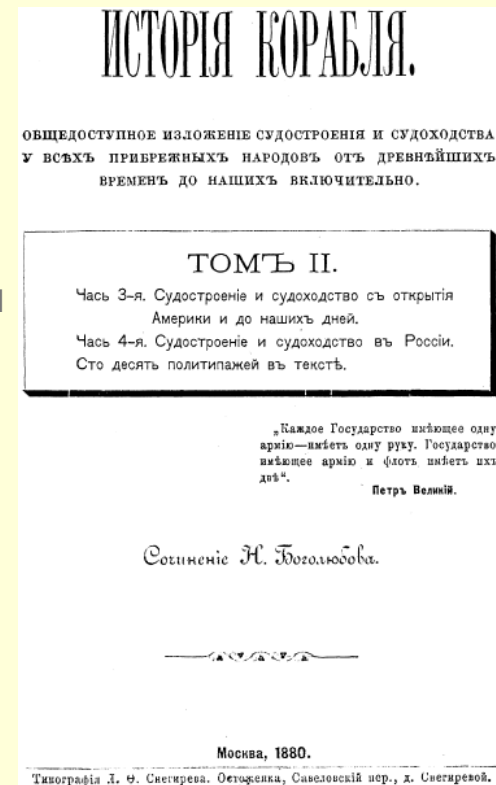 ИСТОРІЯ КОРАБЛЯ.
ОБЩЕДОСТУПНОЕ ИЗЛОЖЕНІЕ СУДОСТРОЕНІЯ И СУДОХОДСТВА
У ВСѢХЪ ПРИБРЕЖНЫХЪ НАРОДОВЪ ОТЪ ДРЕВНѢЙШИХЪ
ВРЕМЕНЪ ДО НАШИХЪ ВКЛЮЧИТЕЛЬНО.
ТОМЪ II.
Часъ 3-я. Судостроеніе и судоходство съ открытія
Америки и до нашихъ дней.
Часъ 4-я. Судостроеніе и судоходство въ Россіи.
Сто десять политипажей въ текстѣ.
„Каждое Государство имѣющее одну
армію—имѣетъ одну руку. Государство
имѣющее армію и флотъ имѣетъ ихъ
двѣ“.
Петръ Великій.
Сочиненіе Н. Боголюбова.
Москва, 1880.
Типографія Л. Ѳ. Снегирева. Остоженка, Савеловскій пер., д. Снегиревой.